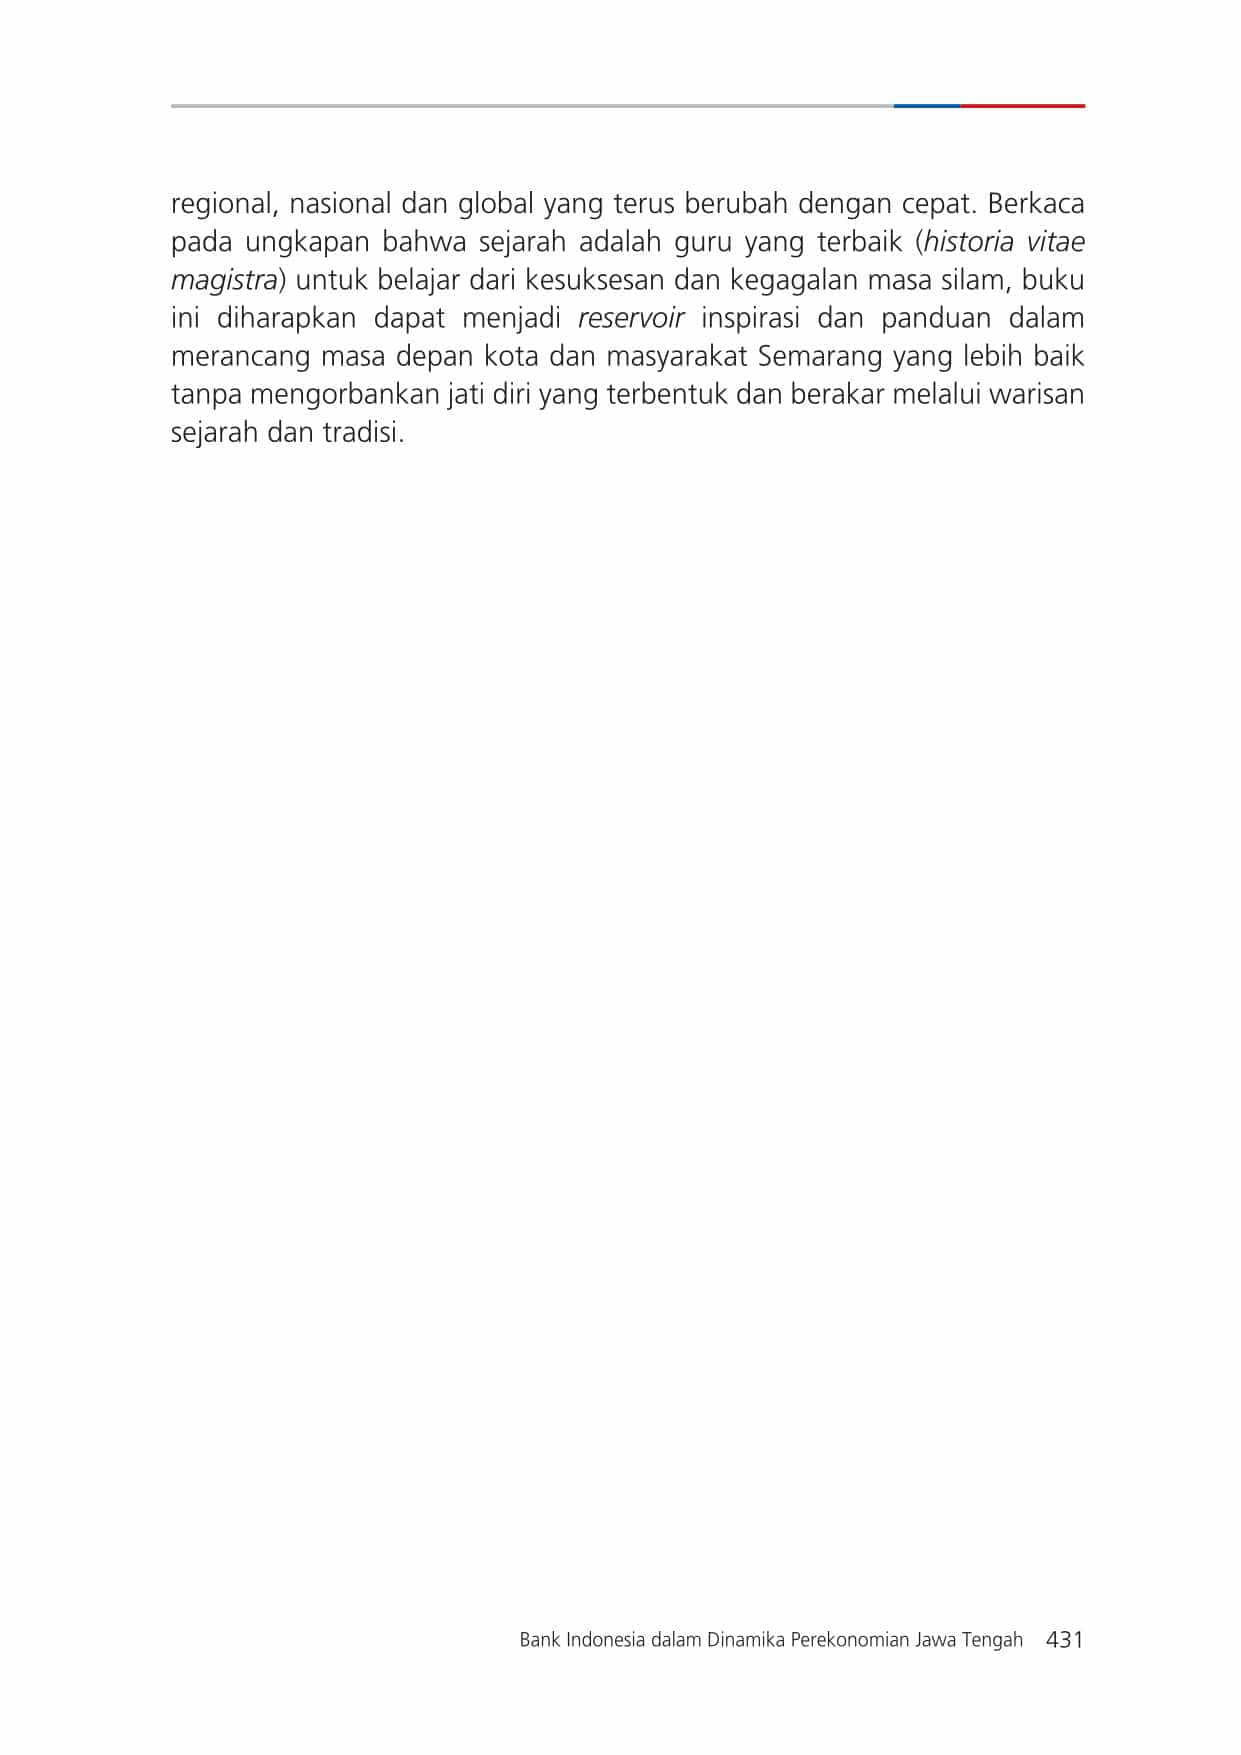 regional, nasional dan global yang terus berubah dengan cepat. Berkaca
pada ungkapan bahwa sejarah adalah guru yang terbaik (historia vitae
magistra) untuk belajar dari kesuksesan dan kegagalan masa silam, buku
ini diharapkan dapat menjadi reservoir inspirasi dan panduan dalam
merancang masa depan kota dan masyarakat Semarang yang lebih baik
tanpa mengorbankan jati diri yang terbentuk dan berakar melalui warisan
sejarah dan tradisi.
Bank Indonesia dalam Dinamika Perekonomian Jawa Tengah 431